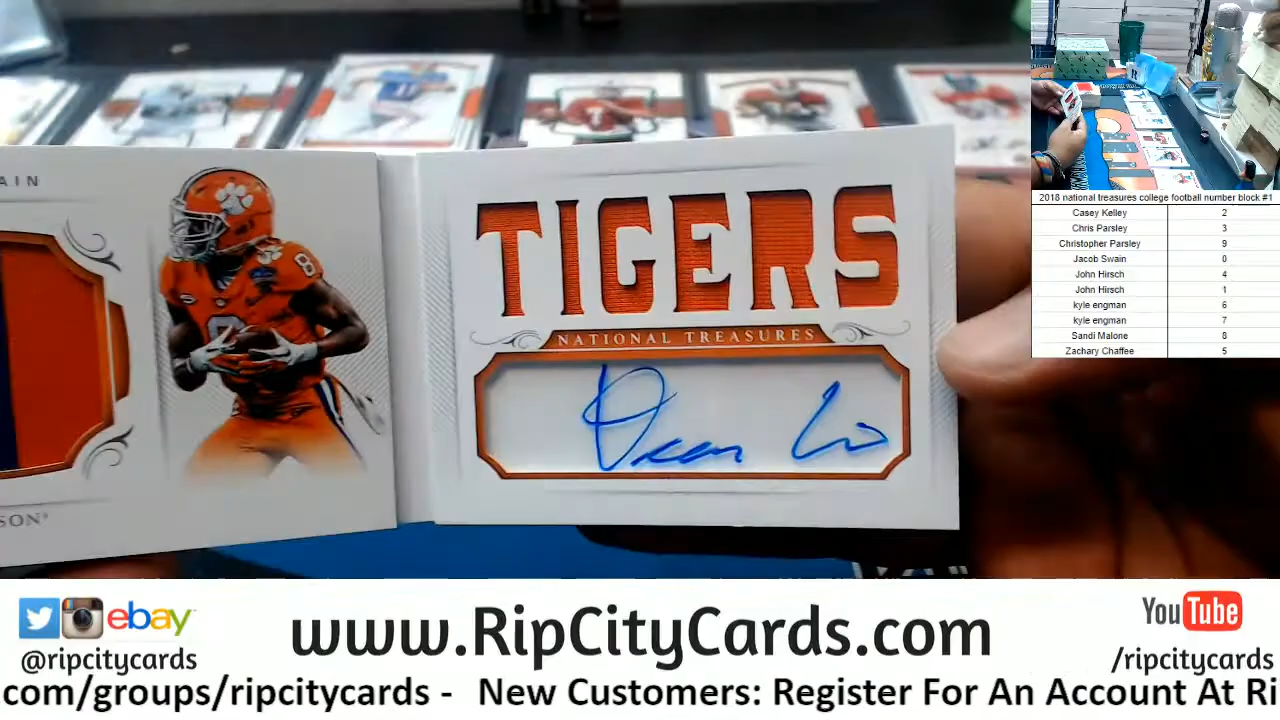 AIN
8
TIGERS
NATIONAL TREASURES
SON
2018 national treasures college football number block #1
Casey Kelley 2
Chris Parsley 3
Christopher Parsley 9
Jacob Swain 0
John Hirsch 4
John Hirsch 1
kyle engman 6
kyle engman 7
Sandi Malone 8
Zachary Chaffee 5
ebay
@ripcitycards
www.RipCityCards.com
YouTube
/ripcitycards
com/groups/ripcitycards - New Customers: Register For An Account At Ri